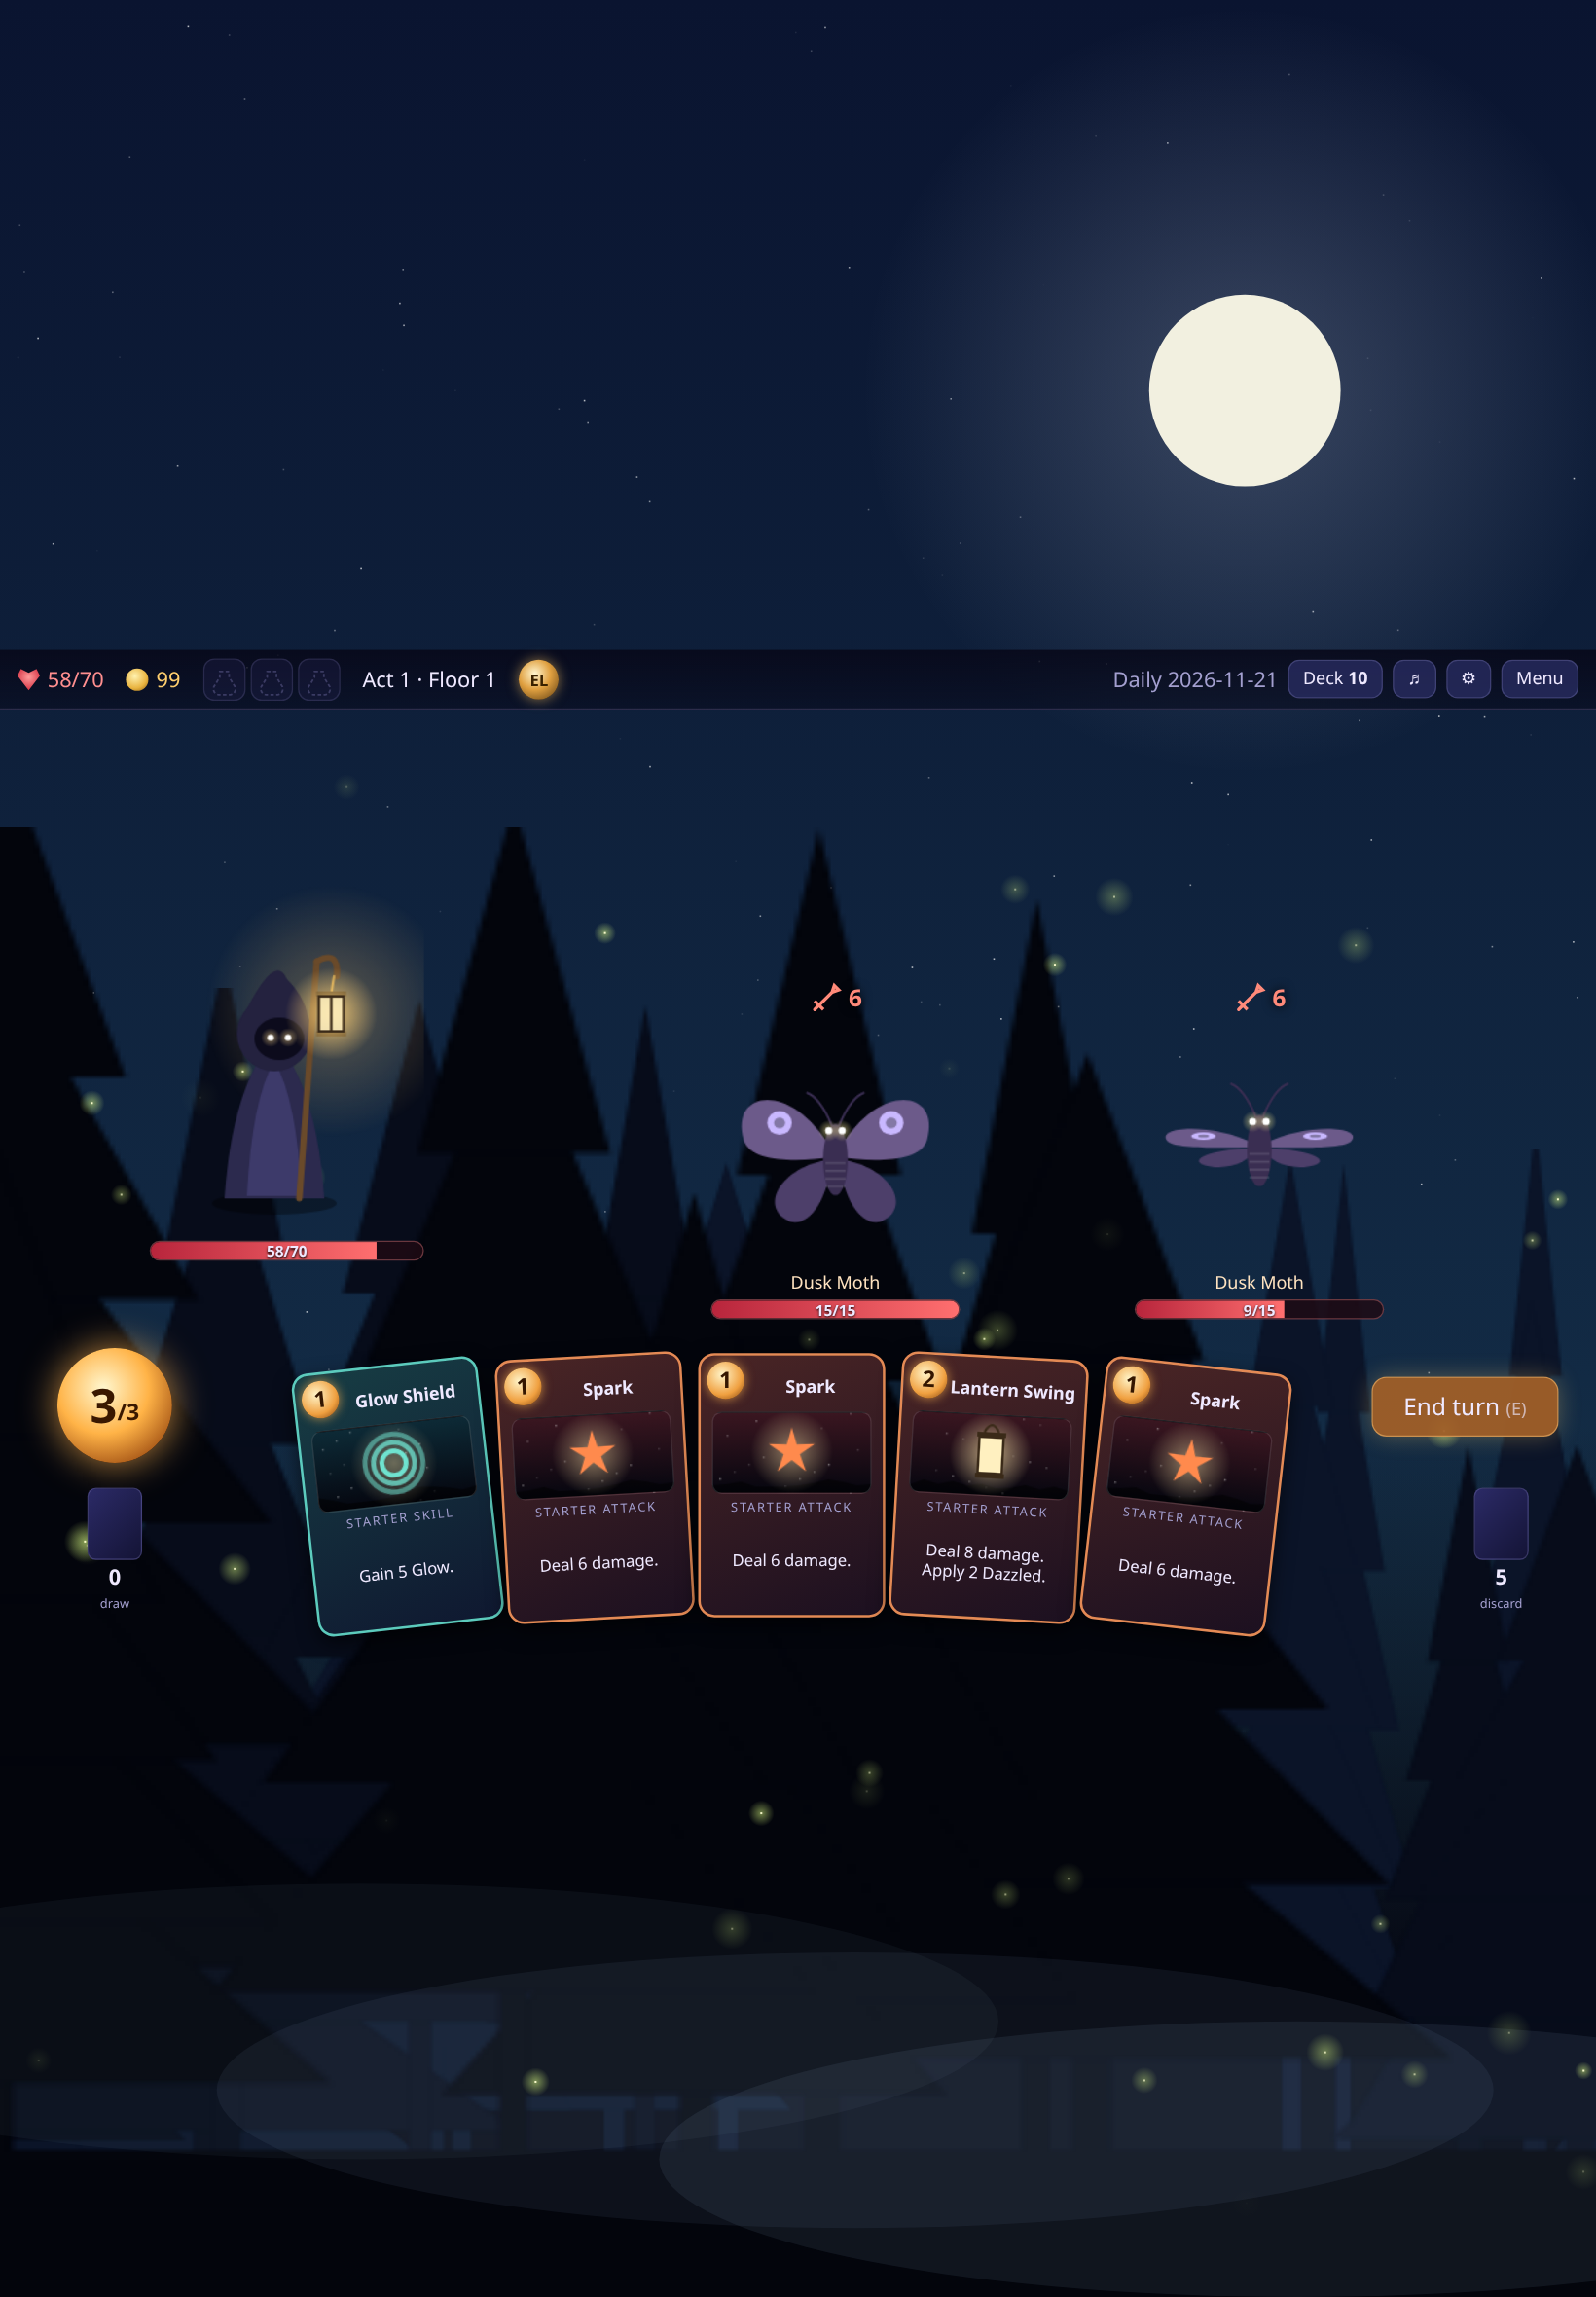 58/70
99
Act 1 · Floor 1
EL
Daily 2026-11-21
Deck 10
Menu
6
6
58/70
Dusk Moth
15/15
Dusk Moth
9/15
3/3
0
draw
1
Glow Shield
STARTER SKILL
Gain 5 Glow.
1
Spark
STARTER ATTACK
Deal 6 damage.
1
Spark
STARTER ATTACK
Deal 6 damage.
2
Lantern Swing
STARTER ATTACK
Deal 8 damage.
Apply 2 Dazzled.
1
Spark
STARTER ATTACK
Deal 6 damage.
End turn (E)
5
discard